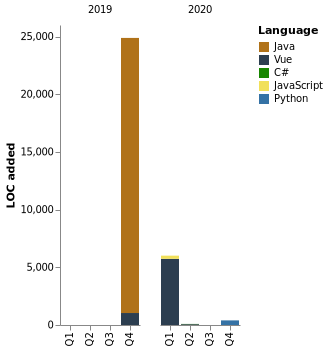 2019
2020
Language
Java
Vue
C#
JavaScript
Python
LOC added
25,000
20,000
15,000
10,000
5,000
0
Q1
Q2
Q3
Q4
Q1
Q2
Q3
Q4